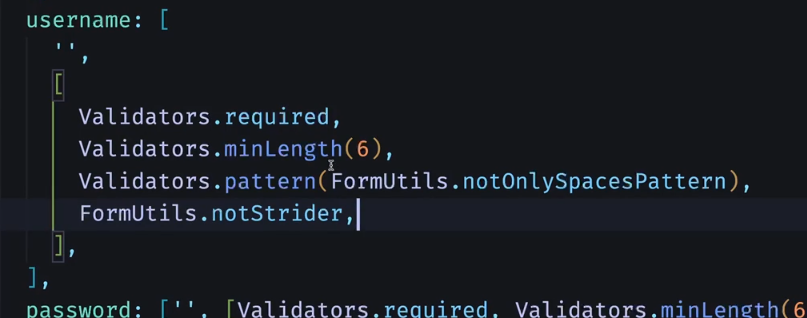 username: [
'',
[
Validators.required,
Validators.minLength(6),
Validators.pattern(FormUtils.notOnlySpacesPattern),
FormUtils.notStrider,
],
],
password: ['', [Validators.required, Validators.minLength(6